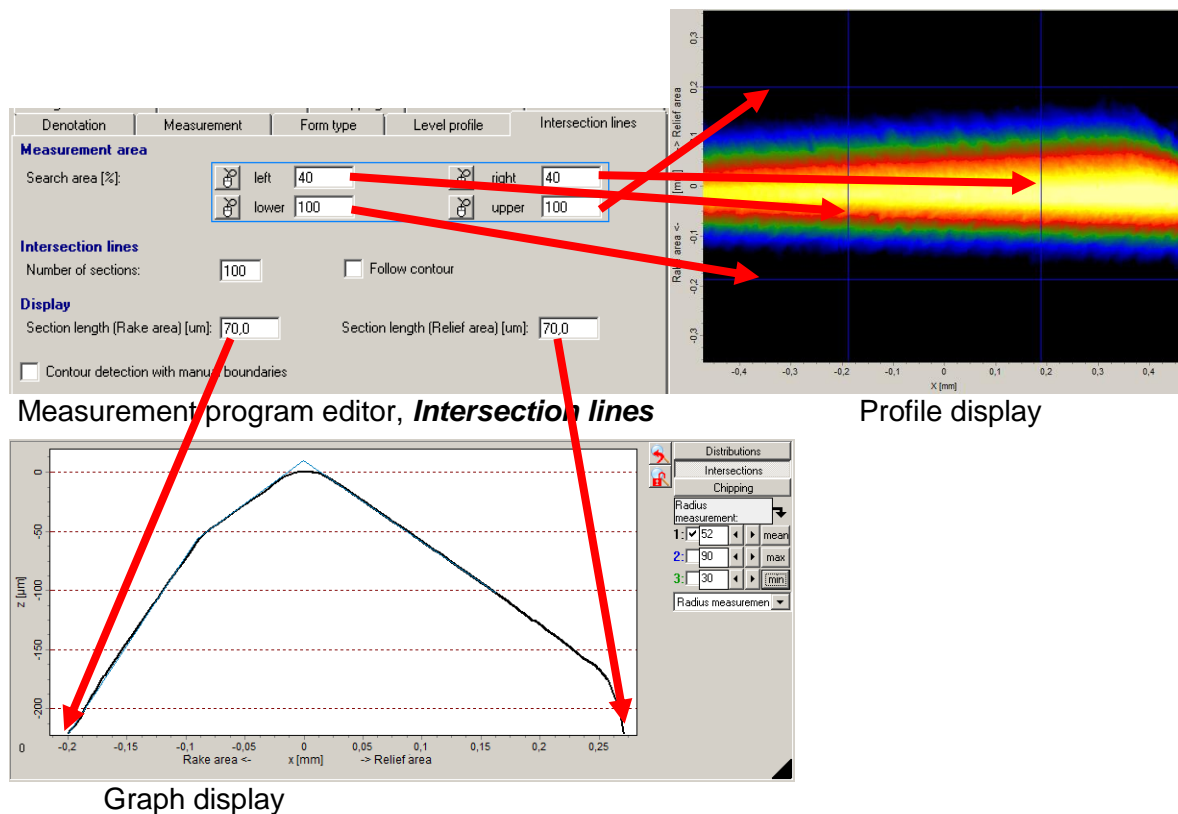 Denotation Measurement Form type Level profile Intersection lines
Measurement area
Search area [%]: left 40 right 40
lower 100 upper 100
Intersection lines
Number of sections: 100 Follow contour
Display
Section length (Rake area) [um]: 70,0 Section length (Relief area) [um]: 70,0
Contour detection with manual boundaries
0,3
0,2
0
-0,1
-0,2
-0,3
Rake area <- [mm] -> Relief area
-0,4 -0,3 -0,2 -0,1 0 0,1 0,2 0,3 0,4
X [mm]
Measurement program editor, Intersection lines
Profile display
0
-50
-100
-150
-200
z [µm]
0 -0,2 -0,15 -0,1 -0,05 0 0,05 0,1 0,15 0,2 0,25
Rake area <- x [mm] -> Relief area
Distributions
Intersections
Chipping
Radius
measurement:
1: 52 mean
2: 90 max
3: 30 min
Radius measuremen
Graph display